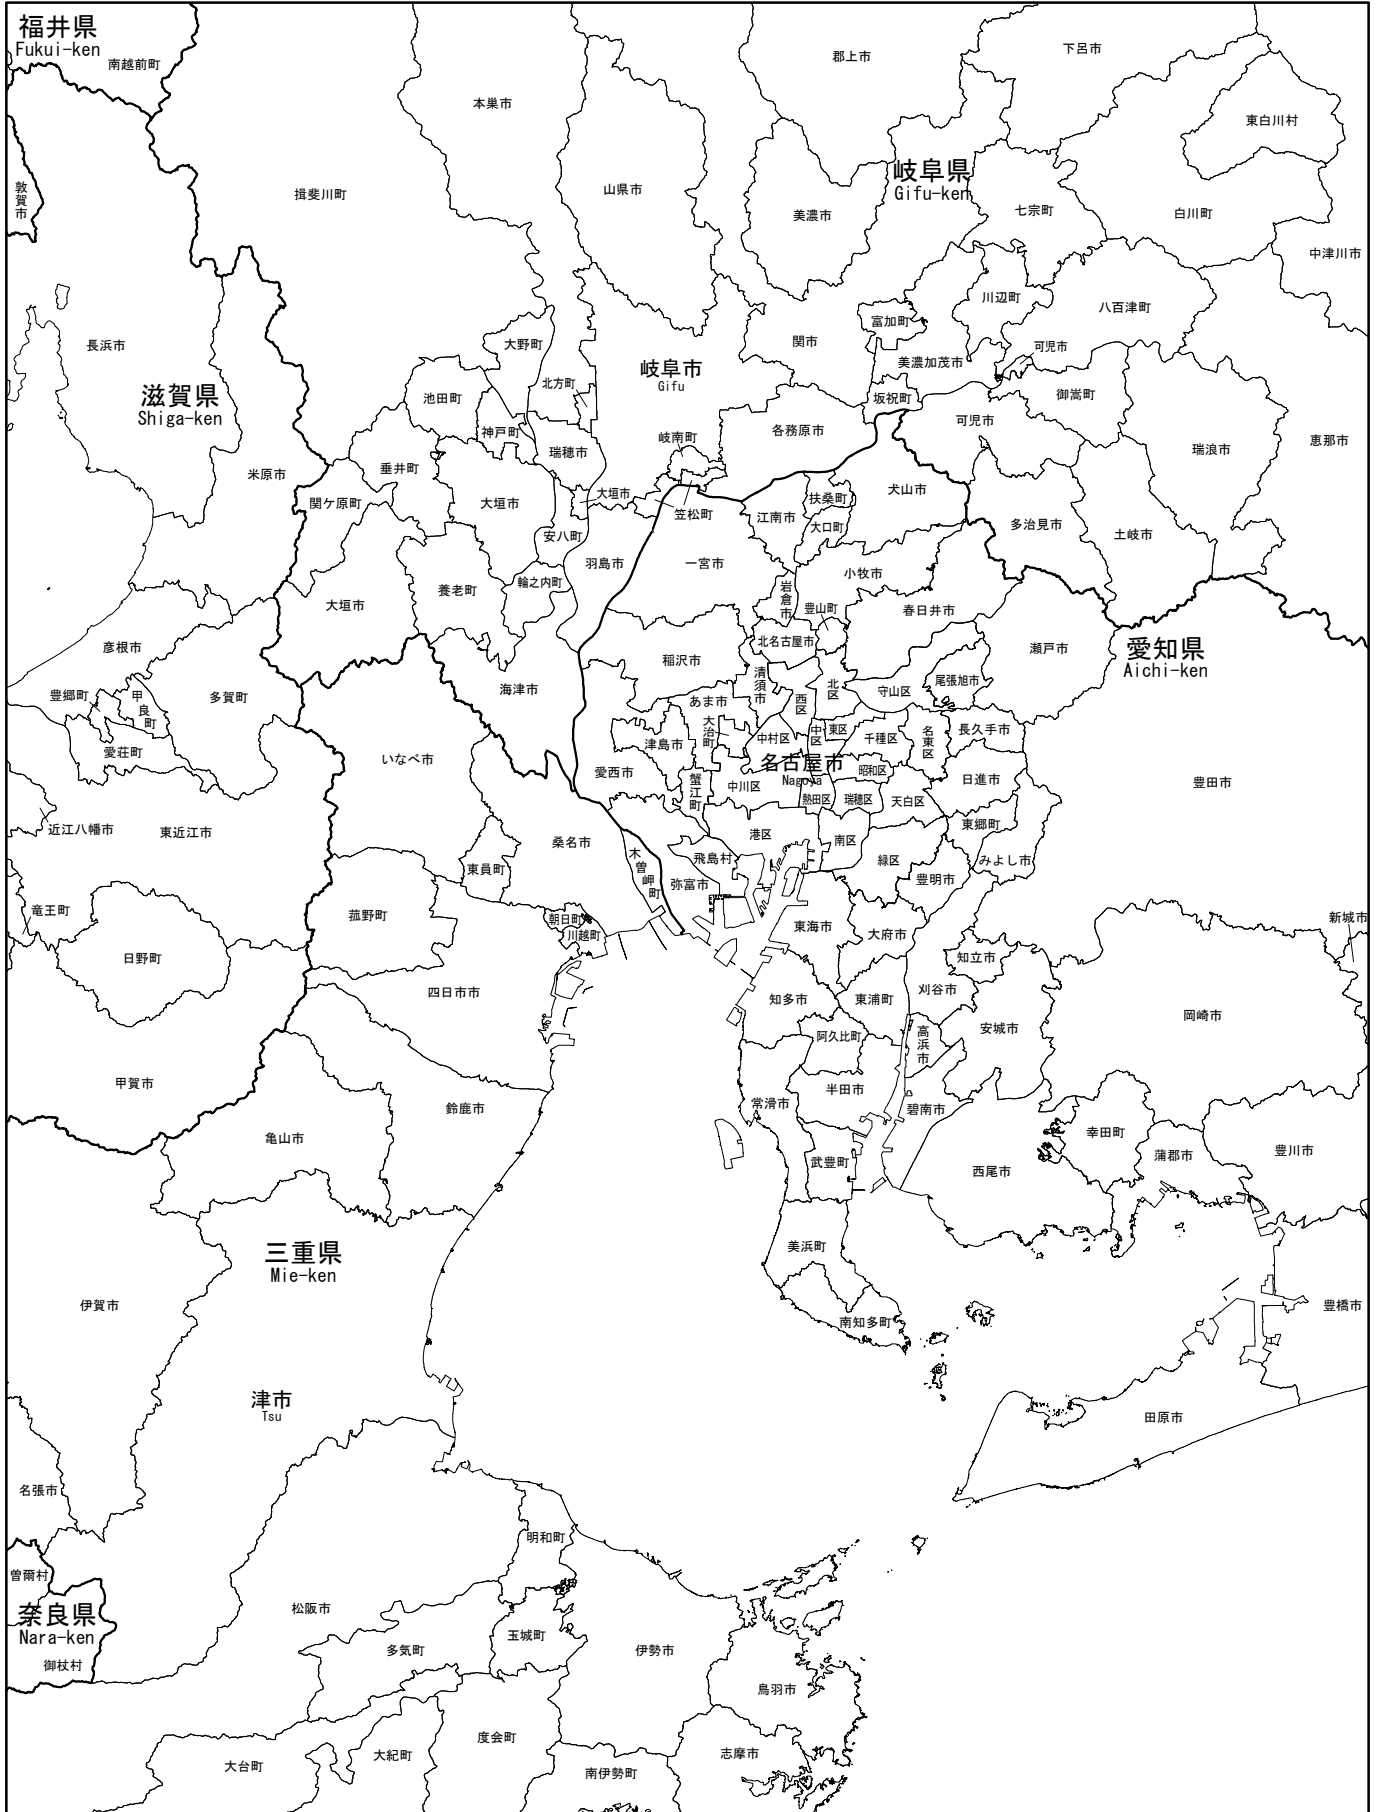 福井県
Fukui-ken
南越前町
郡上市
下呂市
本巣市
東白川村
敦賀市
揖斐川町
山県市
美濃市
岐阜県
Gifu-ken
七宗町
白川町
中津川市
長浜市
滋賀県
Shiga-ken
川辺町
八百津町
富加町
関市
大野町
岐阜市
Gifu
美濃加茂市
可児市
北方町
池田町
坂祝町
御嵩町
神戸町
岐南町
各務原市
可児市
恵那市
瑞穂市
瑞浪市
米原市
垂井町
関ケ原町
大垣市
大垣市
笠松町
扶桑町
犬山市
江南市
大口町
多治見市
土岐市
安八町
羽島市
一宮市
小牧市
輪之内町
養老町
大垣市
岩倉市
豊山町
春日井市
彦根市
北名古屋市
瀬戸市
愛知県
Aichi-ken
稲沢市
清須市
北区
守山区
尾張旭市
豊郷町
甲良町
多賀町
海津市
あま市
西区
大治町
中村区
中区
東区
千種区
名東区
長久手市
愛荘町
いなべ市
津島市
名古屋市
Nagoya
昭和区
愛西市
蟹江町
中川区
熱田区
瑞穂区
天白区
日進市
豊田市
近江八幡市
東近江市
桑名市
港区
南区
東郷町
木曽岬町
飛島村
緑区
みよし市
東員町
弥富市
豊明市
竜王町
菰野町
朝日町
川越町
東海市
大府市
新城市
日野町
知立市
四日市市
知多市
東浦町
刈谷市
岡崎市
阿久比町
高浜市
安城市
甲賀市
半田市
鈴鹿市
常滑市
碧南市
亀山市
幸田町
豊川市
武豊町
西尾市
蒲郡市
三重県
Mie-ken
美浜町
伊賀市
南知多町
豊橋市
津市
Tsu
田原市
名張市
明和町
曽爾村
奈良県
Nara-ken
松阪市
玉城町
多気町
伊勢市
御杖村
鳥羽市
度会町
大台町
大紀町
志摩市
南伊勢町